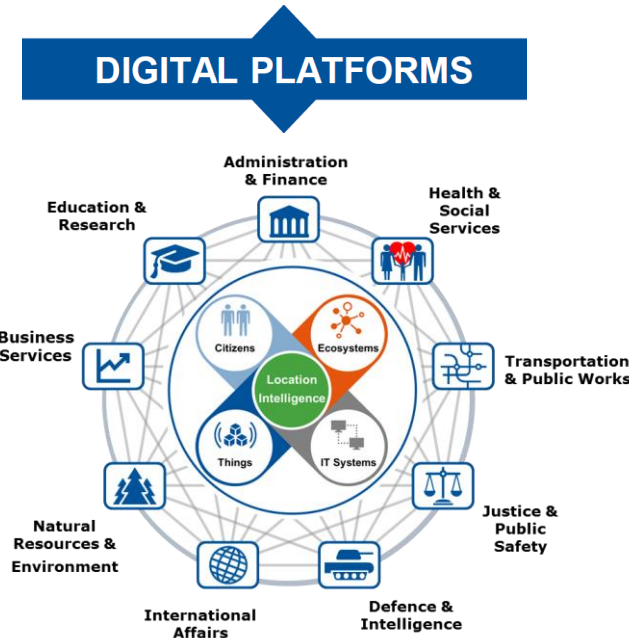 DIGITAL PLATFORMS
Administration
& Finance
Health &
Social
Services
Education &
Research
Business
Services
Citizens
Ecosystems
Location
Intelligence
Things
IT Systems
Transportation
& Public Works
Justice &
Public
Safety
Natural
Resources &
Environment
International
Affairs
Defence &
Intelligence